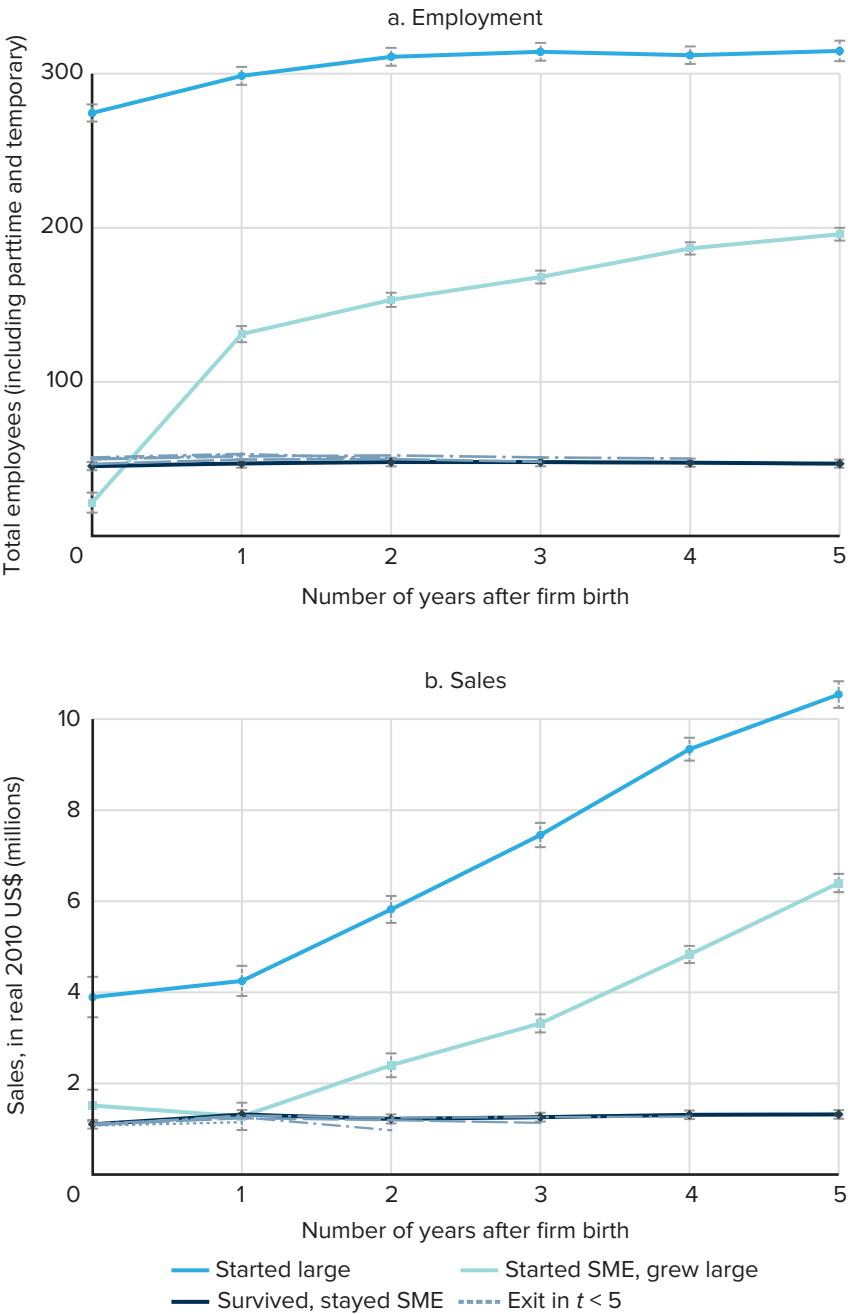 a. Employment
Total employees (including parttime and temporary)
300
200
100
0
1
2
3
4
5
Number of years after firm birth
b. Sales
Sales, in real 2010 US$ (millions)
10
8
6
4
2
0
1
2
3
4
5
Number of years after firm birth
Started large
Started SME, grew large
Survived, stayed SME
Exit in t < 5